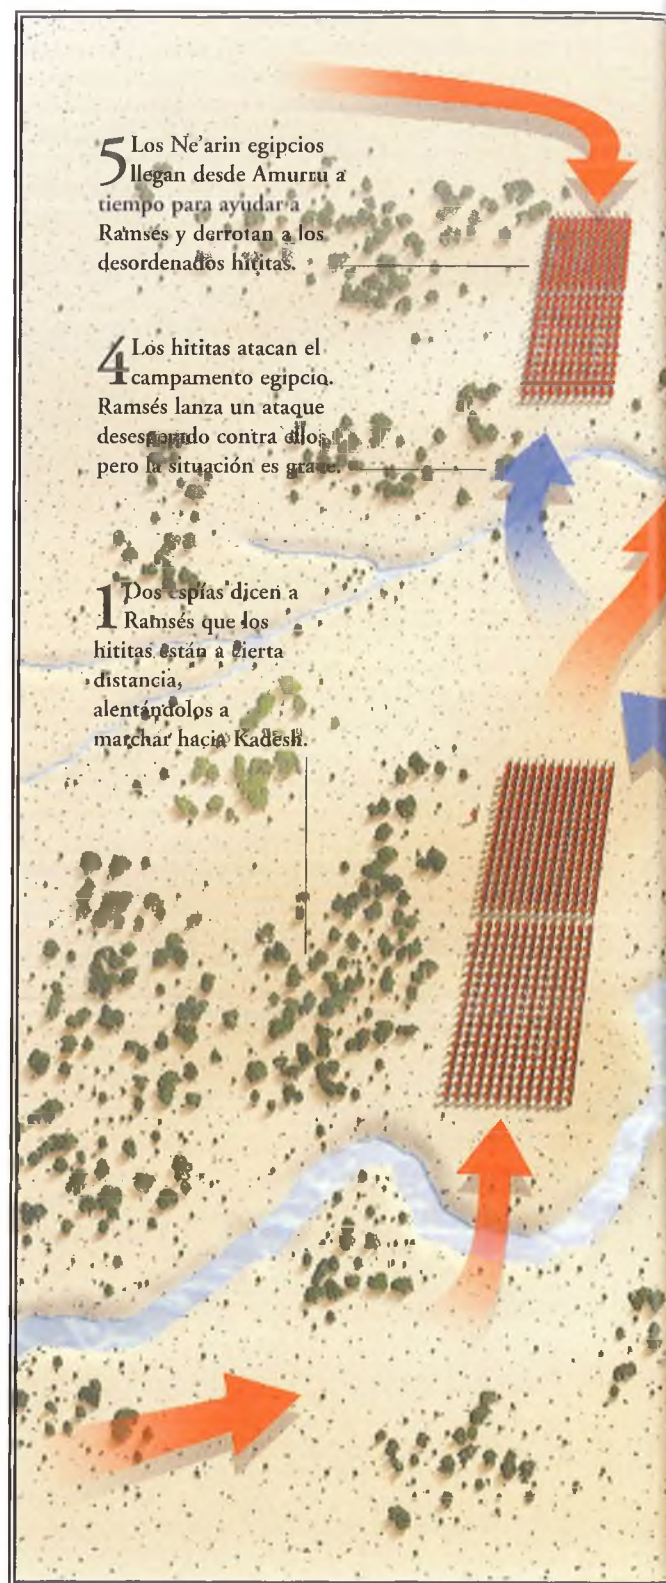 5 Los Ne'arin egipcios
llegan desde Amurru a
tiempo para ayudar a
Ramsés y derrotan a los
desordenados hititas.
4 Los hititas atacan el
campamento egipcio.
Ramsés lanza un ataque
desesperado contra ellos,
pero la situación es grave.
1 Dos espías dicen a
Ramsés que los
hititas están a cierta
distancia,
alentándolos a
marchar hacia Kadesh.